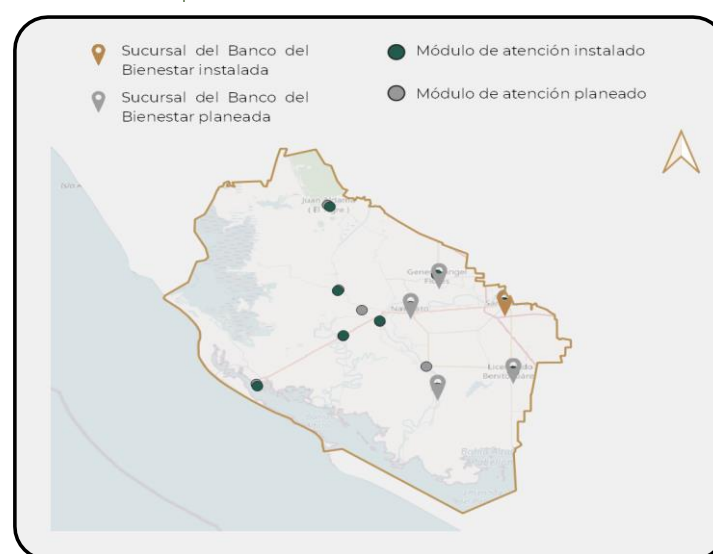 Sucursal del Banco del
Bienestar instalada
Módulo de atención instalado
Sucursal del Banco del
Bienestar planeada
Módulo de atención planeado
Juan